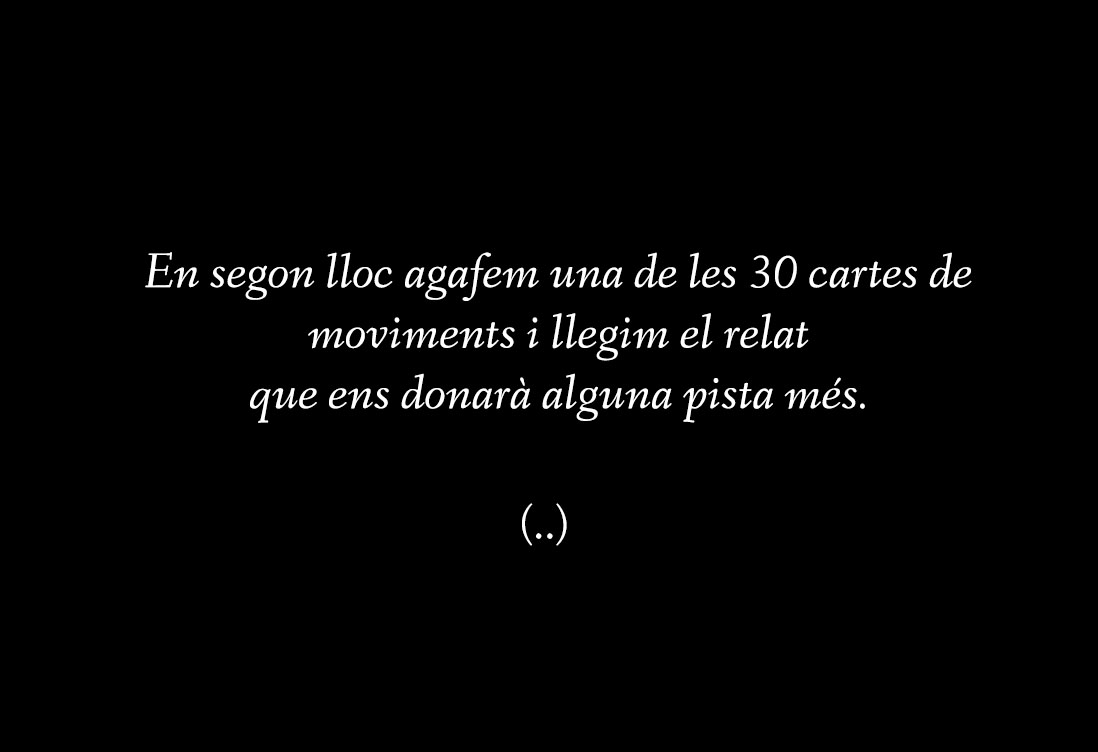 En segon lloc agafem una de les 30 cartes de
moviments i llegim el relat
que ens donarà alguna pista més.
(..)